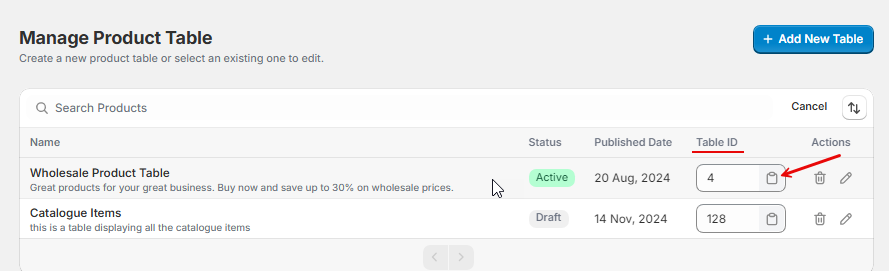 Manage Product Table
+ Add New Table
Create a new product table or select an existing one to edit.
Search Products
Cancel
Name Status Published Date Table ID Actions
Wholesale Product Table Active 20 Aug, 2024 4
Great products for your great business. Buy now and save up to 30% on wholesale prices.
Catalogue Items Draft 14 Nov, 2024 128
this is a table displaying all the catalogue items